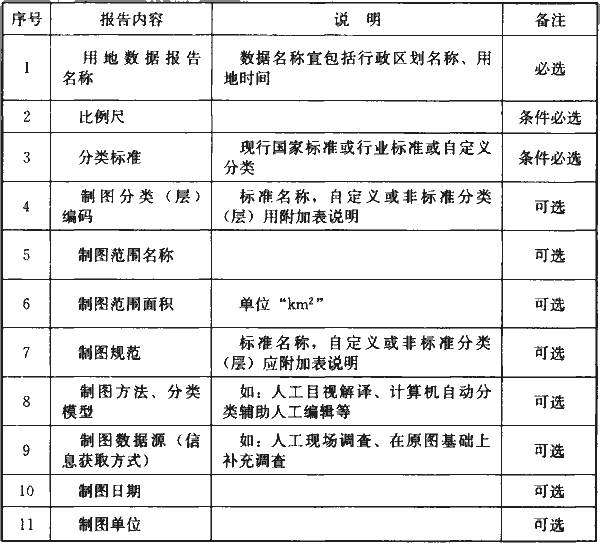 序号 报告内容 说 明 备注
1 用地数据报告名称 数据名称宜包括行政区划名称、用地时间 必选
2 比例尺 条件必选
3 分类标准 现行国家标准或行业标准或自定义分类 条件必选
4 制图分类（层）编码 标准名称，自定义或非标准分类（层）用附加表说明 可选
5 制图范围名称 可选
6 制图范围面积 单位“km²” 可选
7 制图规范 标准名称，自定义或非标准分类（层）应附加表说明 可选
8 制图方法、分类模型 如：人工目视解译、计算机自动分类辅助人工编辑等 可选
9 制图数据源（信息获取方式） 如：人工现场调查、在原图基础上补充调查 可选
10 制图日期 可选
11 制图单位 可选